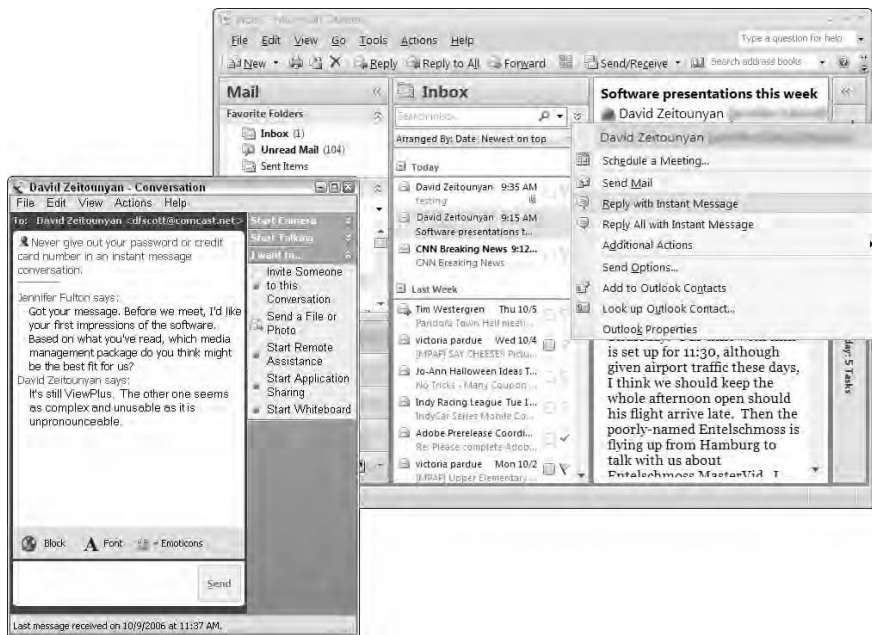 File Edit View Go Tools Actions Help
Type a question for help
New Reply Reply to All Forward Send/Receive Search address books
Mail
Favorite Folders
Inbox (1)
Unread Mail (104)
Sent Items
Inbox
Arranged By: Date Newest on top
Today
David Zeitounyan 9:35 AM
testing
David Zeitounyan 9:15 AM
Software presentations t...
CNN Breaking News 9:12...
CNN Breaking News
Last Week
Tim Westergren Thu 10/5
Pandora Town Hall meeti...
victoria pardue Wed 10/4
[MPAF] SAY CHEESE!! Pictu...
Jo-Ann Halloween Ideas T...
No Tricks - Many Coupon ...
Indy Racing League Tue 1...
IndyCar Series Mobile Co...
Adobe Prerelease Coordi...
Re: Please complete Adob...
victoria pardue Mon 10/2
[MPAF] Upper Elementary ...
Software presentations this week
David Zeitounyan
David Zeitounyan
Schedule a Meeting...
Send Mail
Reply with Instant Message
Reply All with Instant Message
Additional Actions
Send Options...
Add to Outlook Contacts
Look up Outlook Contact...
Outlook Properties
is set up for 11:30, although
given airport traffic these days,
I think we should keep the
whole afternoon open should
his flight arrive late. Then the
poorly-named Entelschmoss is
flying up from Hamburg to
talk with us about
Entelschmoss MasterVid. I
day: 5 Tasks
David Zeitounyan - Conversation
File Edit View Actions Help
To: David Zeitounyan <dfscott@comcast.net>
Never give out your password or credit
card number in an instant message
conversation.
Jennifer Fulton says:
Got your message. Before we meet, I'd like
your first impressions of the software.
Based on what you've read, which media
management package do you think might
be the best fit for us?
David Zeitounyan says:
It's still ViewPlus. The other one seems
as complex and unusable as it is
unpronounceable.
Start Camera
Start Talking
I want to...
Invite Someone
to this
Conversation
Send a File or
Photo
Start Remote
Assistance
Start Application
Sharing
Start Whiteboard
Block Font Emoticons
Send
Last message received on 10/9/2006 at 11:37 AM.